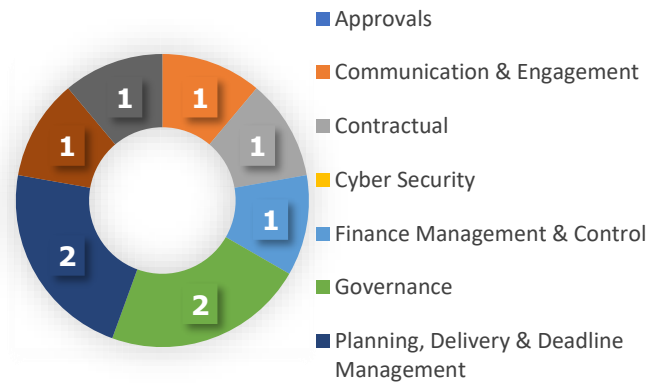 Approvals
Communication & Engagement
Contractual
Cyber Security
Finance Management & Control
Governance
Planning, Delivery & Deadline
Management
1
1
1
1
1
2
2